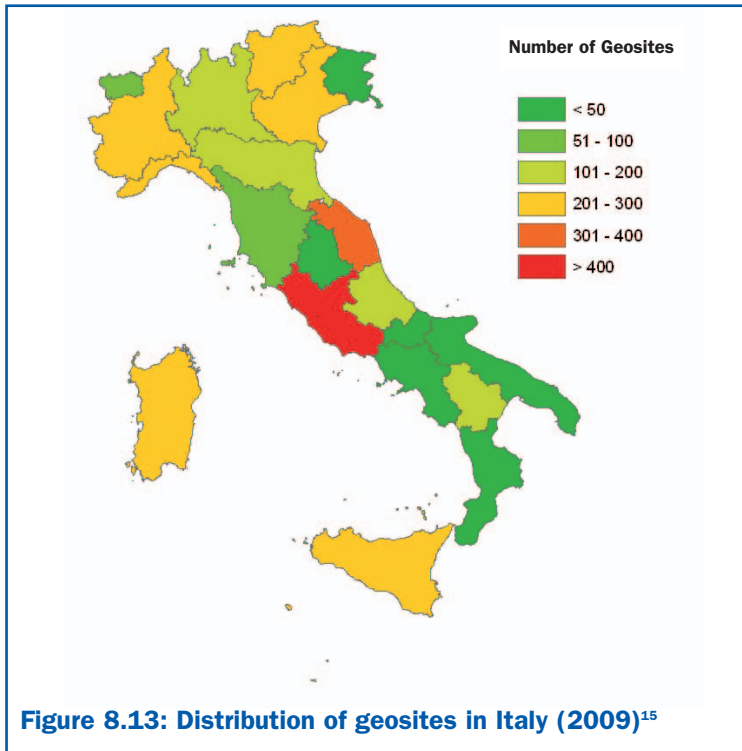 Number of Geosites
< 50
51 - 100
101 - 200
201 - 300
301 - 400
> 400
Figure 8.13: Distribution of geosites in Italy (2009)15